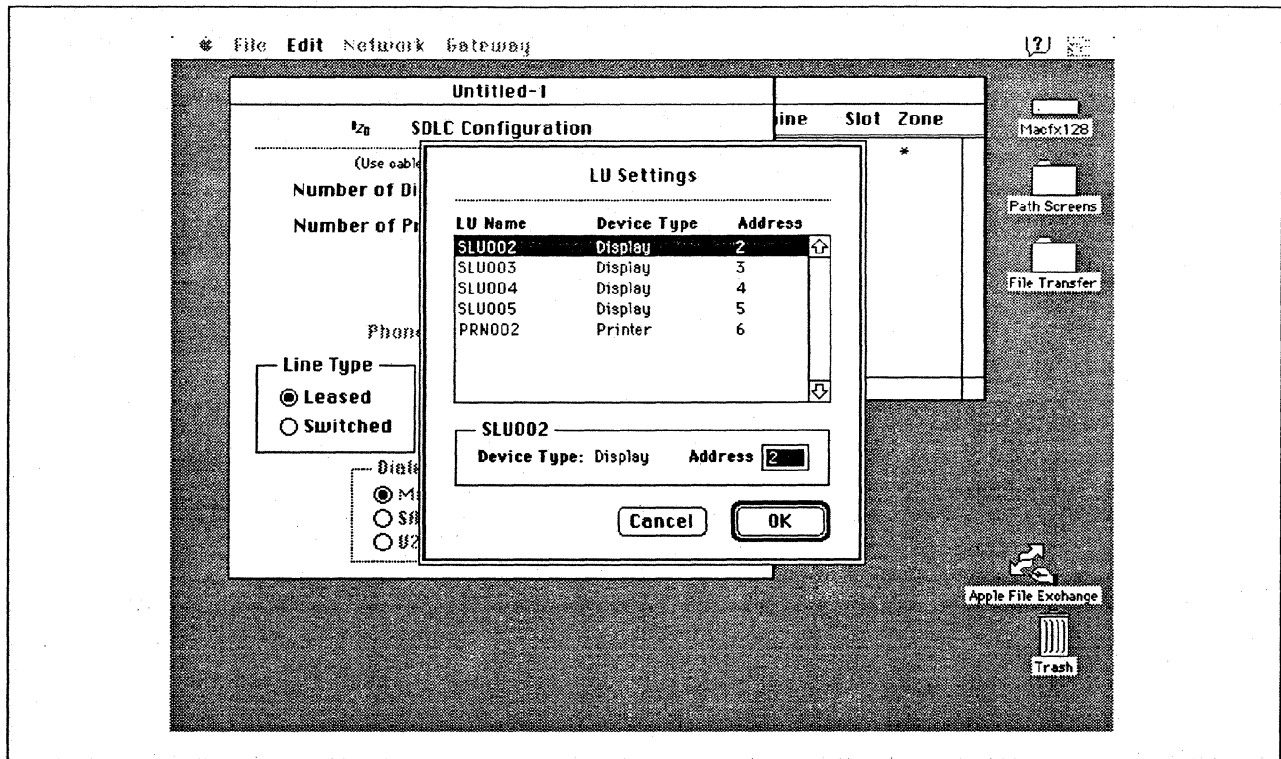 File Edit Network Gateway
Untitled-1
SDLC Configuration
(Use cable
Number of Di
Number of Pr
Phone
Line Type
Leased
Switched
Diale
Slot Zone
*
LU Settings
LU Name Device Type Address
SLU002 Display 2
SLU003 Display 3
SLU004 Display 4
SLU005 Display 5
PRN002 Printer 6
SLU002
Device Type: Display Address 2
Cancel OK
Macfx128
Path Screens
File Transfer
Apple File Exchange
Trash